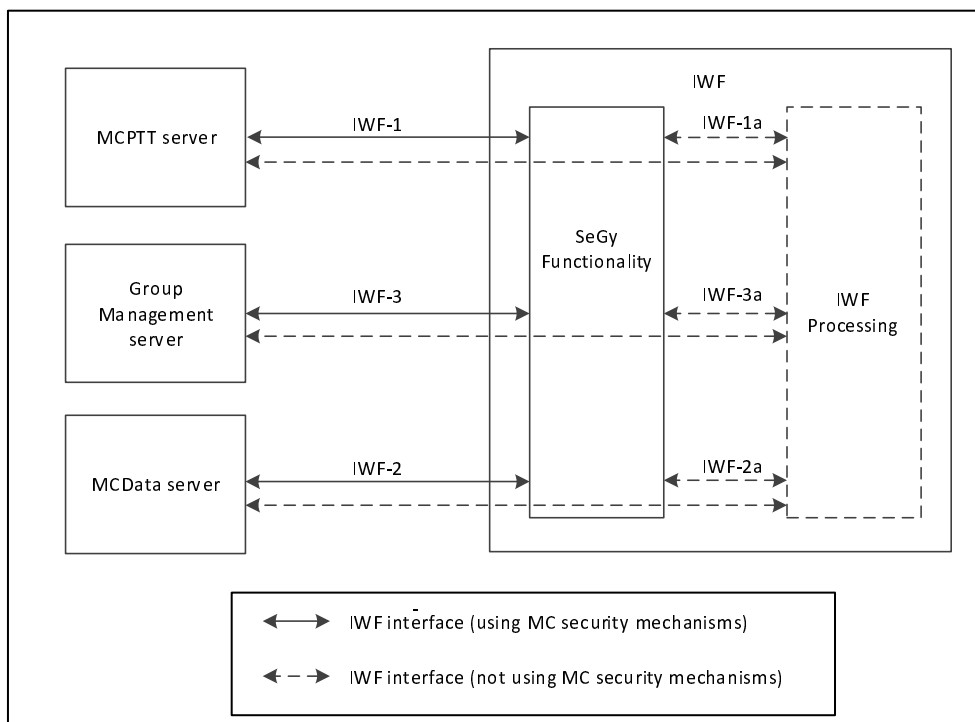 IWF
MCPTT server
IWF-1
IWF-1a
SeGy
Functionality
Group
Management
server
IWF-3
IWF-3a
IWF
Processing
MCData server
IWF-2
IWF-2a
IWF interface (using MC security mechanisms)
IWF interface (not using MC security mechanisms)